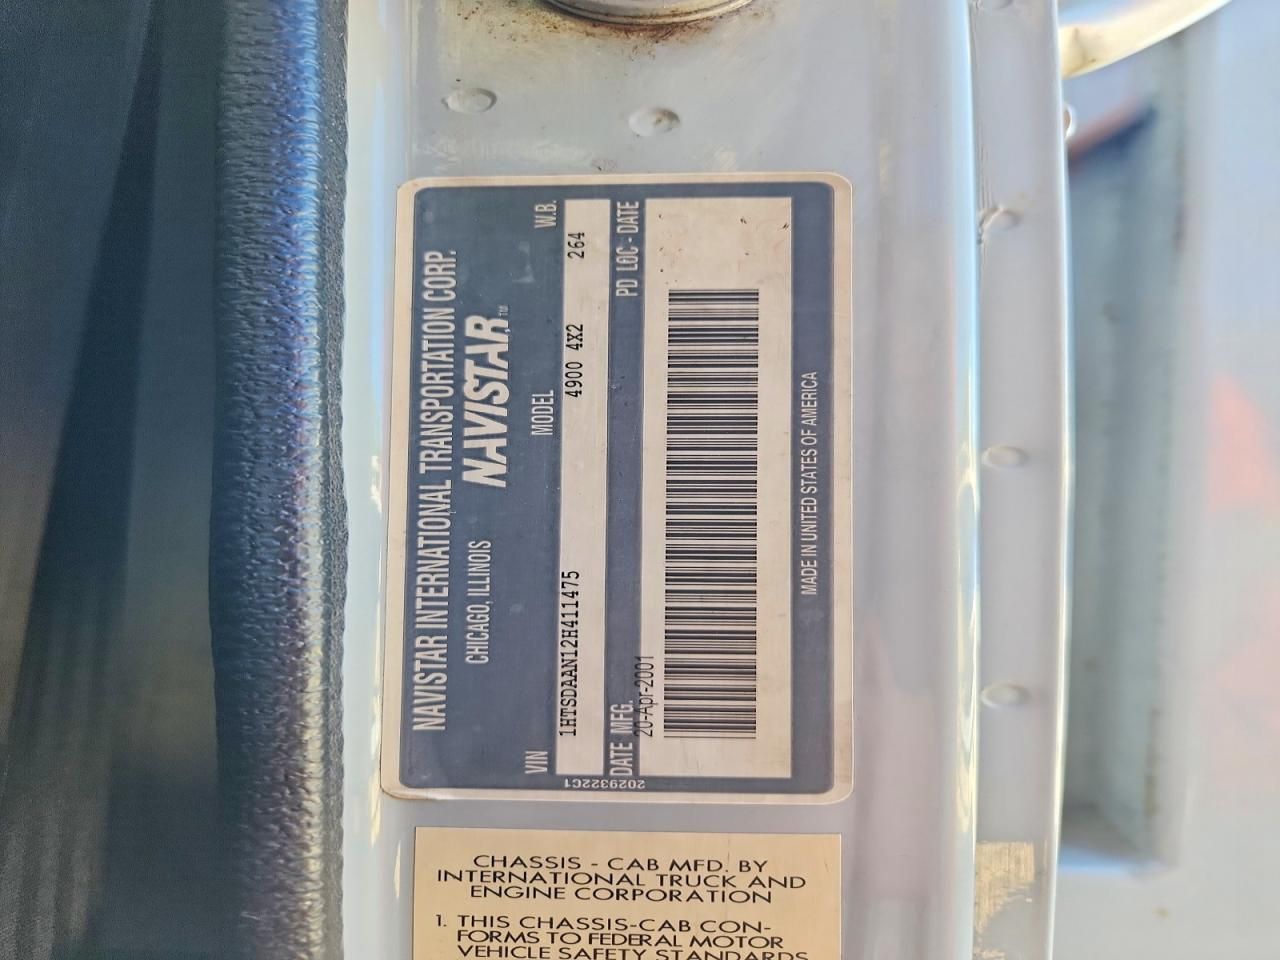 NAVISTAR INTERNATIONAL TRANSPORTATION CORP.
CHICAGO, ILLINOIS NAVISTAR™
VIN MODEL W.B.
1HTSDAAN12H411475 4900 4X2 264
DATE MFG. PD LOC - DATE
20-Apr-2001
MADE IN UNITED STATES OF AMERICA
2029322C1
CHASSIS - CAB MFD. BY
INTERNATIONAL TRUCK AND
ENGINE CORPORATION
1. THIS CHASSIS-CAB CON-
FORMS TO FEDERAL MOTOR
VEHICLE SAFETY STANDARDS